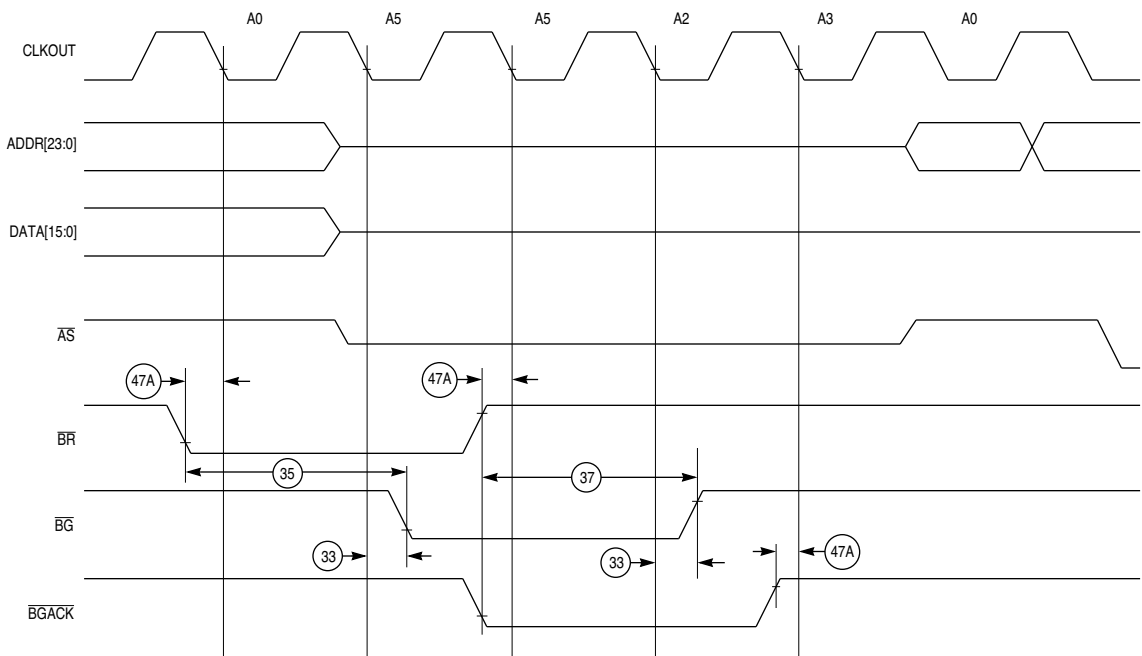 A0 A5 A5 A2 A3 A0
CLKOUT
ADDR[23:0]
DATA[15:0]
AS
47A 47A
BR
35 37
BG
33 33 47A
BGACK